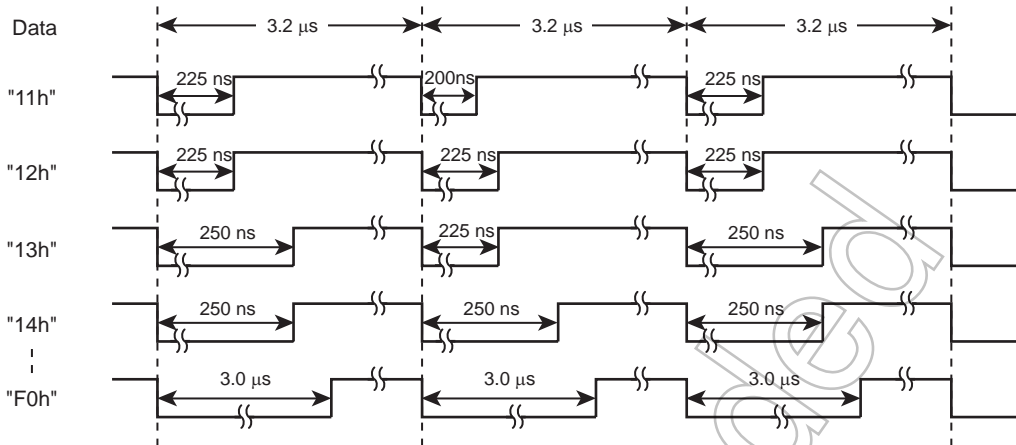 Data 3.2 μs 3.2 μs 3.2 μs
"11h" 225 ns 200ns 225 ns
"12h" 225 ns 225 ns 225 ns
"13h" 250 ns 225 ns 250 ns
"14h" 250 ns 250 ns 250 ns
"F0h" 3.0 μs 3.0 μs 3.0 μs
ded